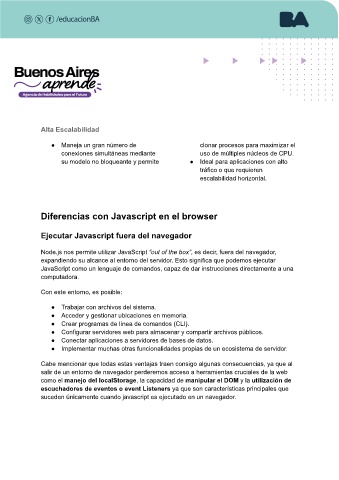 /educacionBA
BA
Buenos Aires
aprende
Agencia de Habilidades para el Futuro
Alta Escalabilidad
● Maneja un gran número de
conexiones simultáneas mediante
su modelo no bloqueante y permite
clonar procesos para maximizar el
uso de múltiples núcleos de CPU.
● Ideal para aplicaciones con alto
tráfico o que requieren
escalabilidad horizontal.
Diferencias con Javascript en el browser
Ejecutar Javascript fuera del navegador
Node.js nos permite utilizar JavaScript "out of the box", es decir, fuera del navegador,
expandiendo su alcance al entorno del servidor. Esto significa que podemos ejecutar
JavaScript como un lenguaje de comandos, capaz de dar instrucciones directamente a una
computadora.
Con este entorno, es posible:
● Trabajar con archivos del sistema.
● Acceder y gestionar ubicaciones en memoria.
● Crear programas de línea de comandos (CLI).
● Configurar servidores web para almacenar y compartir archivos públicos.
● Conectar aplicaciones a servidores de bases de datos.
● Implementar muchas otras funcionalidades propias de un ecosistema de servidor.
Cabe mencionar que todas estas ventajas traen consigo algunas consecuencias, ya que al
salir de un entorno de navegador perderemos acceso a herramientas cruciales de la web
como el manejo del localStorage, la capacidad de manipular el DOM y la utilización de
escuchadores de eventos o event Listeners ya que son características principales que
suceden únicamente cuando javascript es ejecutado en un navegador.